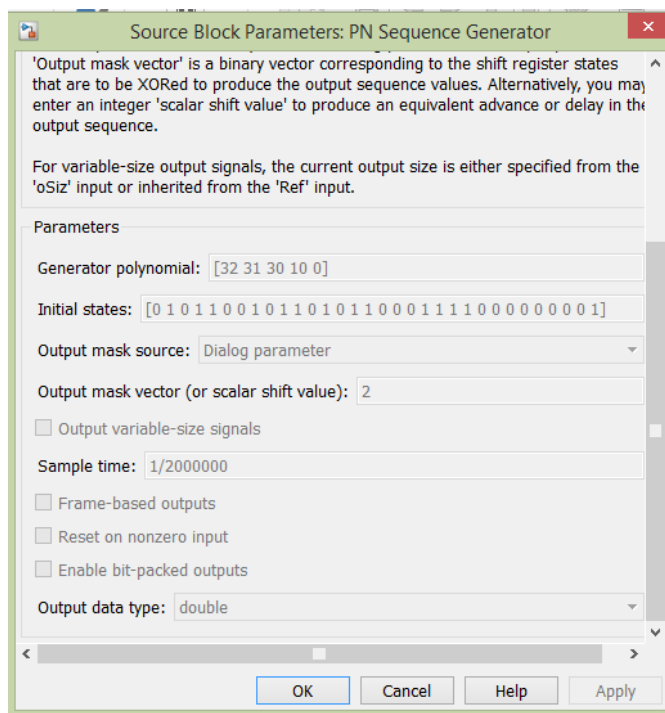 Source Block Parameters: PN Sequence Generator
'Output mask vector' is a binary vector corresponding to the shift register states
that are to be XORed to produce the output sequence values. Alternatively, you may
enter an integer 'scalar shift value' to produce an equivalent advance or delay in the
output sequence.
For variable-size output signals, the current output size is either specified from the
'oSiz' input or inherited from the 'Ref' input.
Parameters
Generator polynomial: [32 31 30 10 0]
Initial states: [0 1 0 1 1 0 0 1 0 1 1 0 1 0 1 1 0 0 0 1 1 1 1 0 0 0 0 0 0 0 0 1]
Output mask source: Dialog parameter
Output mask vector (or scalar shift value): 2
Output variable-size signals
Sample time: 1/2000000
Frame-based outputs
Reset on nonzero input
Enable bit-packed outputs
Output data type: double
OK Cancel Help Apply